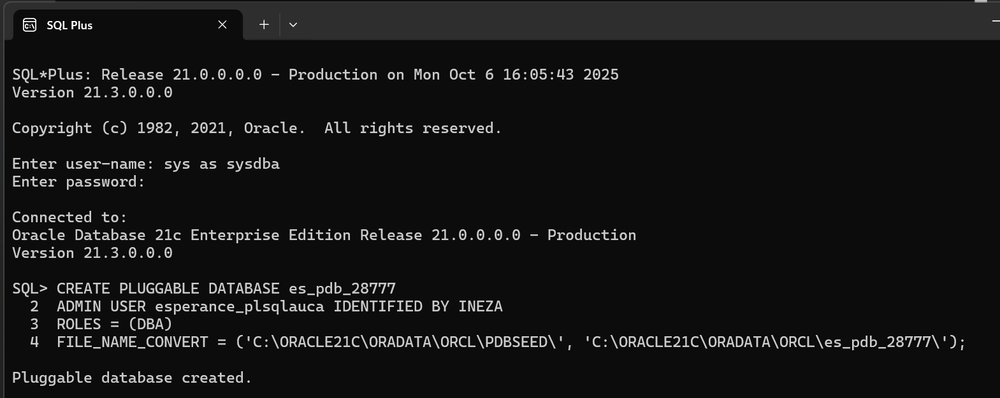 SQL Plus
SQL*Plus: Release 21.0.0.0.0 - Production on Mon Oct 6 16:05:43 2025
Version 21.3.0.0.0
Copyright (c) 1982, 2021, Oracle.  All rights reserved.
Enter user-name: sys as sysdba
Enter password:
Connected to:
Oracle Database 21c Enterprise Edition Release 21.0.0.0.0 - Production
Version 21.3.0.0.0
SQL> CREATE PLUGGABLE DATABASE es_pdb_28777
  2  ADMIN USER esperance_plsqlauca IDENTIFIED BY INEZA
  3  ROLES = (DBA)
  4  FILE_NAME_CONVERT = ('C:\ORACLE21C\ORADATA\ORCL\PDBSEED\', 'C:\ORACLE21C\ORADATA\ORCL\es_pdb_28777\');
Pluggable database created.